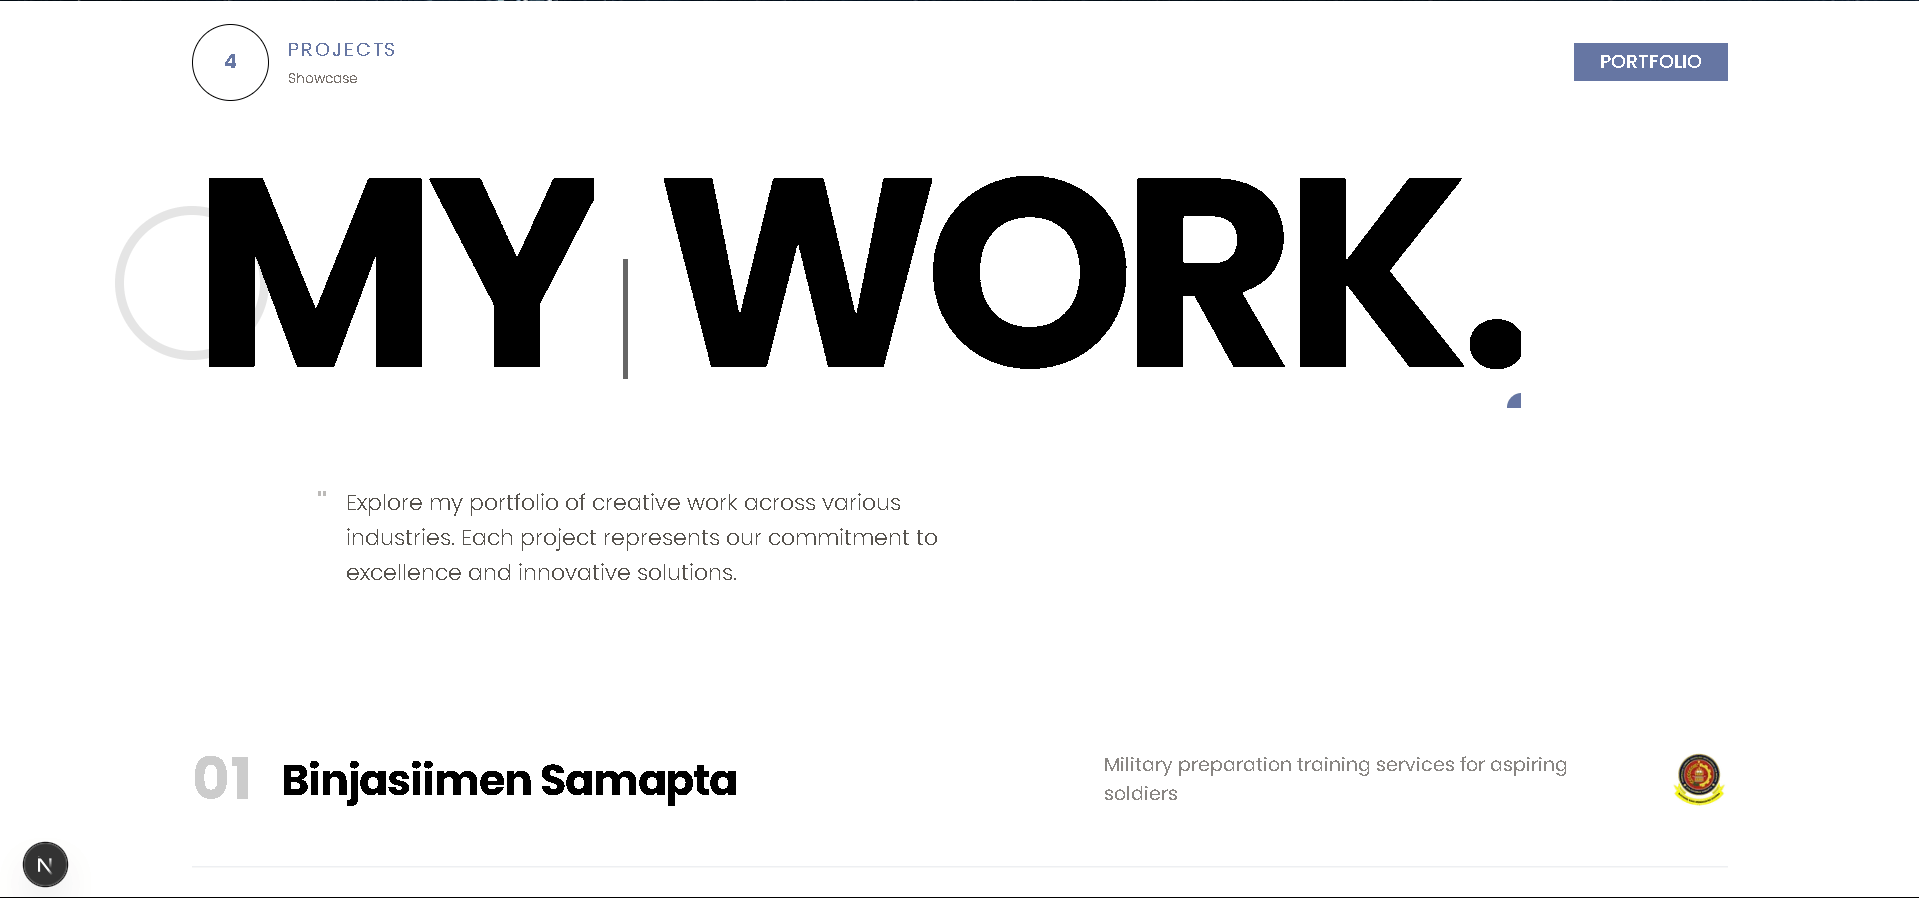 4
PROJECTS
Showcase
PORTFOLIO
MY WORK.
" Explore my portfolio of creative work across various
industries. Each project represents our commitment to
excellence and innovative solutions.
01 Binjasiimen Samapta
Military preparation training services for aspiring
soldiers
N